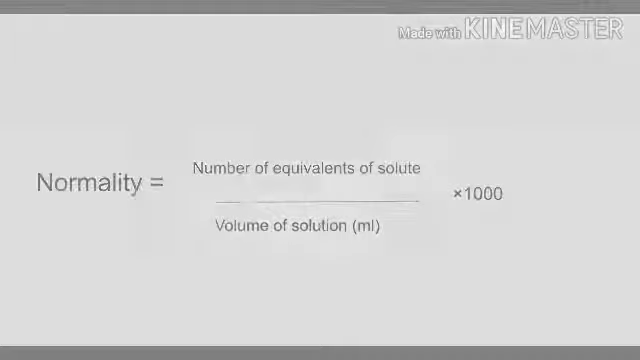 Made with KINEMASTER
Number of equivalents of solute
Normality =
×1000
Volume of solution (ml)